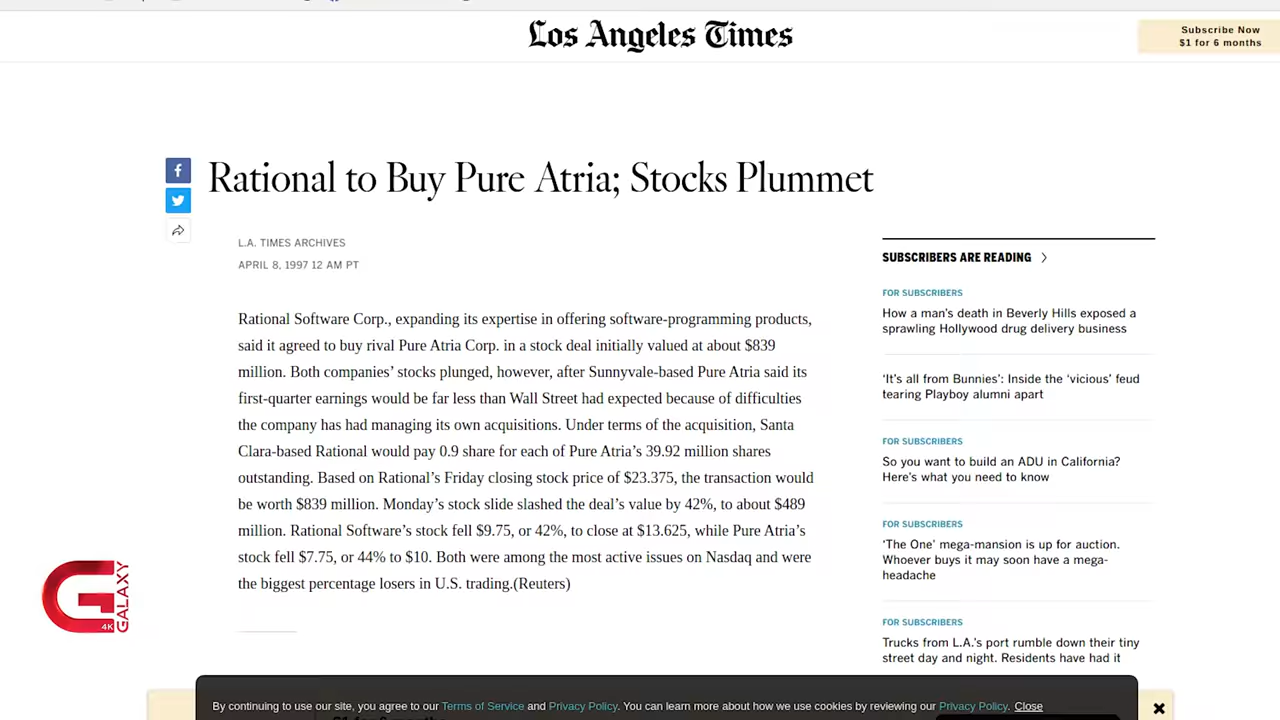 Los Angeles Times
Subscribe Now
$1 for 6 months
Rational to Buy Pure Atria; Stocks Plummet
L.A. TIMES ARCHIVES
APRIL 8, 1997 12 AM PT
Rational Software Corp., expanding its expertise in offering software-programming products,
said it agreed to buy rival Pure Atria Corp. in a stock deal initially valued at about $839
million. Both companies’ stocks plunged, however, after Sunnyvale-based Pure Atria said its
first-quarter earnings would be far less than Wall Street had expected because of difficulties
the company has had managing its own acquisitions. Under terms of the acquisition, Santa
Clara-based Rational would pay 0.9 share for each of Pure Atria’s 39.92 million shares
outstanding. Based on Rational’s Friday closing stock price of $23.375, the transaction would
be worth $839 million. Monday’s stock slide slashed the deal’s value by 42%, to about $489
million. Rational Software’s stock fell $9.75, or 42%, to close at $13.625, while Pure Atria’s
stock fell $7.75, or 44% to $10. Both were among the most active issues on Nasdaq and were
the biggest percentage losers in U.S. trading.(Reuters)
SUBSCRIBERS ARE READING
FOR SUBSCRIBERS
How a man’s death in Beverly Hills exposed a
sprawling Hollywood drug delivery business
‘It’s all from Bunnies’: Inside the ‘vicious’ feud
tearing Playboy alumni apart
FOR SUBSCRIBERS
So you want to build an ADU in California?
Here’s what you need to know
FOR SUBSCRIBERS
‘The One’ mega-mansion is up for auction.
Whoever buys it may soon have a mega-
headache
FOR SUBSCRIBERS
Trucks from L.A.’s port rumble down their tiny
street day and night. Residents have had it
G GALAXY
4K
By continuing to use our site, you agree to our Terms of Service and Privacy Policy. You can learn more about how we use cookies by reviewing our Privacy Policy. Close